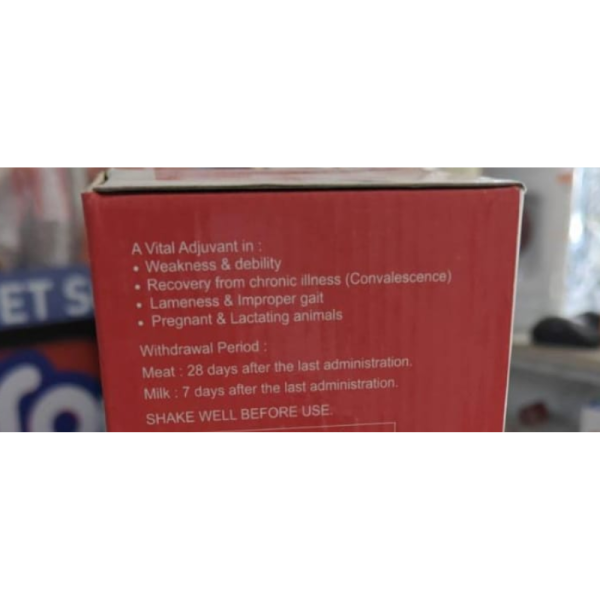 A Vital Adjuvant in :
• Weakness & debility
• Recovery from chronic illness (Convalescence)
• Lameness & Improper gait
• Pregnant & Lactating animals
Withdrawal Period :
Meat : 28 days after the last administration.
Milk : 7 days after the last administration.
SHAKE WELL BEFORE USE.
ET S